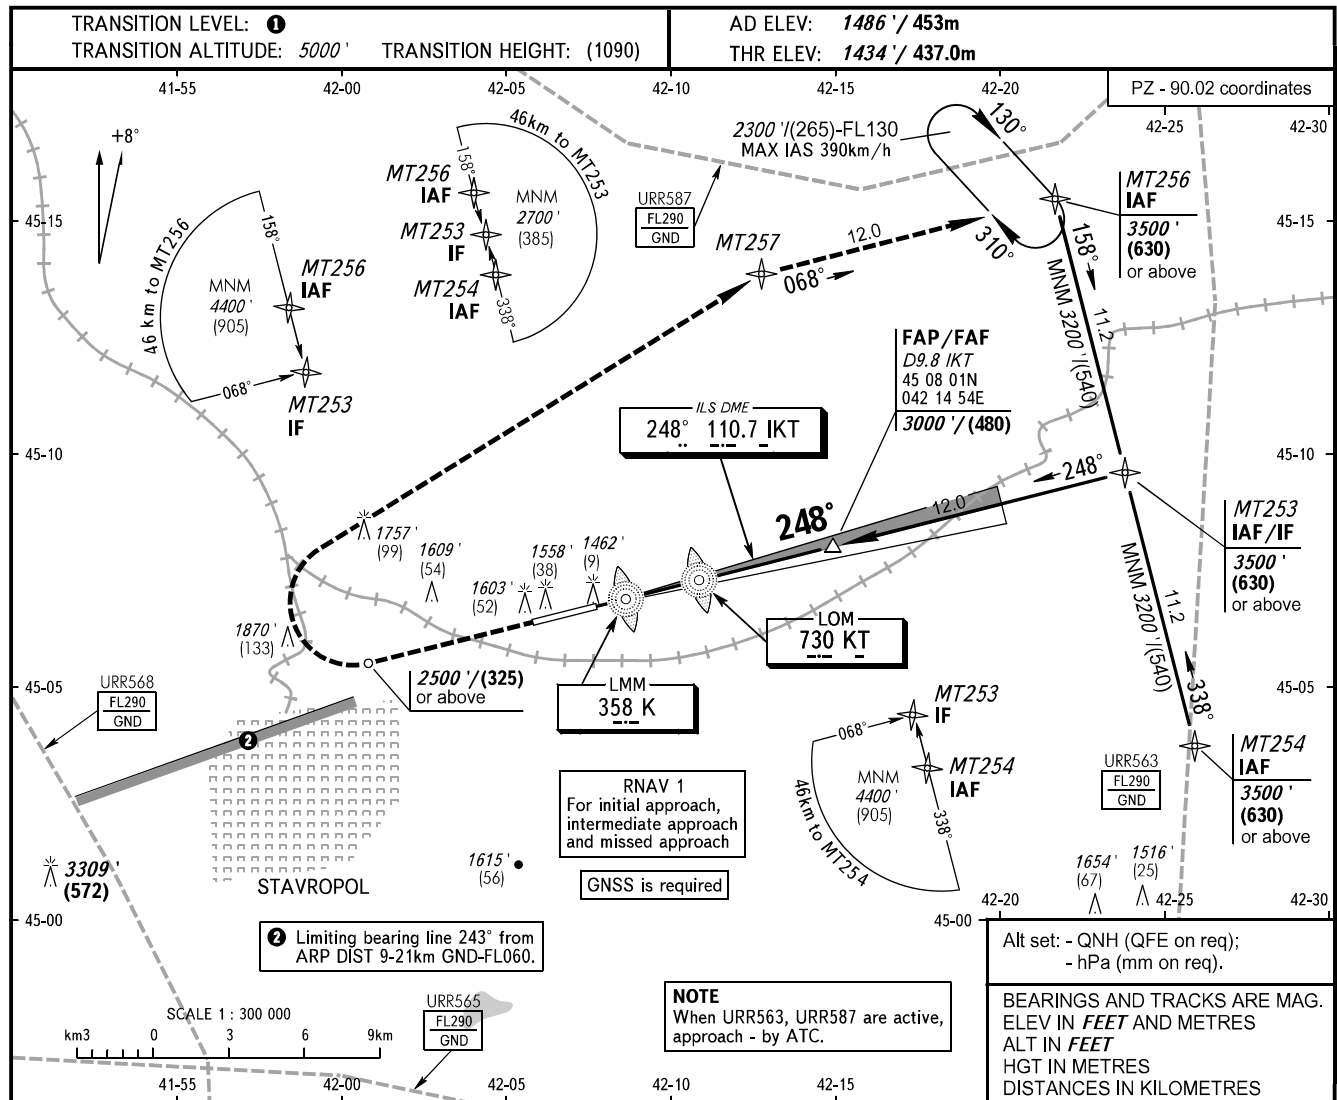 TRANSITION LEVEL: ❶
TRANSITION ALTITUDE: 5000 ' TRANSITION HEIGHT: (1090)
AD ELEV: 1486 '/ 453m
THR ELEV: 1434 '/ 437.0m
41-55 42-00 42-05 42-10 42-15 42-20
PZ - 90.02 coordinates
42-25 42-30
+8°
46km to MT253
158°
MT256
IAF
MNM
2700 '
(385)
MT253
IF
MT254
IAF
338°
2300 '/(265)-FL130
MAX IAS 390km/h
130°
310°
URR587
FL290
GND
MT256
IAF
3500 '
(630)
or above
45-15
45-15
46km to MT256
158°
MNM
4400 '
(905)
MT256
IAF
068°
MT253
IF
MT257
12.0
068°
158°
MNM 3200 '/(540)
11.2
FAP/FAF
D9.8 IKT
45 08 01N
042 14 54E
3000 '/(480)
ILS DME
248° 110.7 IKT
45-10
45-10
248°
248°
12.0
MT253
IAF/IF
3500 '
(630)
or above
1757 '
(99)
1609 '
(54)
1603 '
(52)
1558 '
(38)
1462 '
(9)
1870 '
(133)
MNM 3200 '/(540)
11.2
338°
LOM
730 KT
LMM
358 K
2500 '/(325)
or above
45-05
45-05
URR568
FL290
GND
❷
MT253
IF
068°
MNM
4400 '
(905)
MT254
IAF
338°
46km to MT254
URR563
FL290
GND
MT254
IAF
3500 '
(630)
or above
RNAV 1
For initial approach,
intermediate approach
and missed approach
GNSS is required
3309 '
(572)
STAVROPOL
1615 '
(56)
1654 '
(67)
1516 '
(25)
42-20 42-25 42-30
45-00
45-00
❷ Limiting bearing line 243° from
ARP DIST 9-21km GND-FL060.
Alt set: - QNH (QFE on req);
- hPa (mm on req).
NOTE
When URR563, URR587 are active,
approach - by ATC.
BEARINGS AND TRACKS ARE MAG.
ELEV IN FEET AND METRES
ALT IN FEET
HGT IN METRES
DISTANCES IN KILOMETRES
URR565
FL290
GND
SCALE 1 : 300 000
km3 0 3 6 9km
41-55 42-00 42-05 42-10 42-15